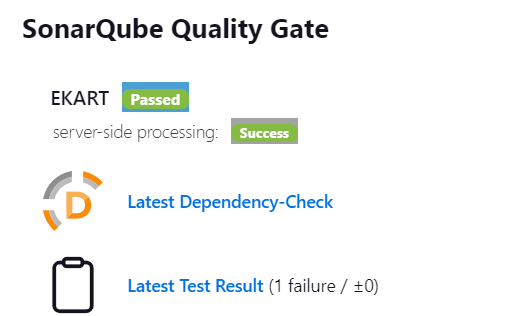 SonarQube Quality Gate
EKART Passed
server-side processing: Success
D
Latest Dependency-Check
Latest Test Result (1 failure / ±0)